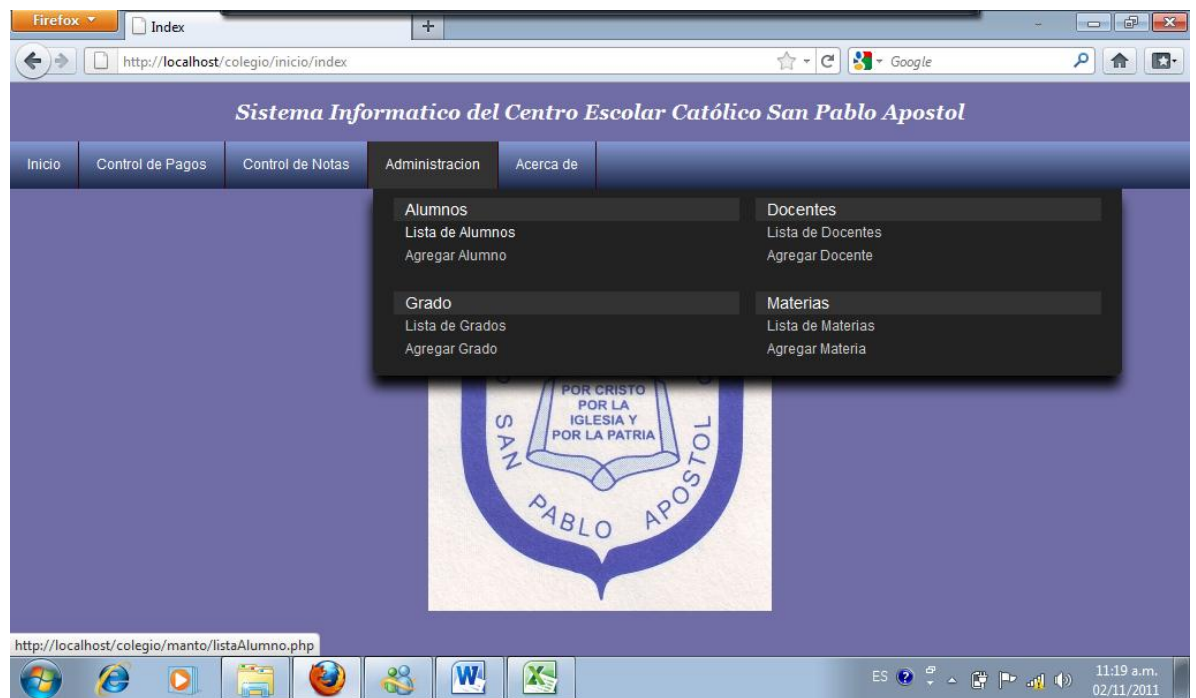 Firefox
Index
http://localhost/colegio/inicio/index
Google
Sistema Informatico del Centro Escolar Católico San Pablo Apostol
Inicio
Control de Pagos
Control de Notas
Administracion
Acerca de
Alumnos
Lista de Alumnos
Agregar Alumno
Docentes
Lista de Docentes
Agregar Docente
Grado
Lista de Grados
Agregar Grado
Materias
Lista de Materias
Agregar Materia
POR CRISTO
POR LA
IGLESIA Y
POR LA PATRIA
SAN PABLO APOSTOL
http://localhost/colegio/manto/listaAlumno.php
ES
11:19 a.m.
02/11/2011